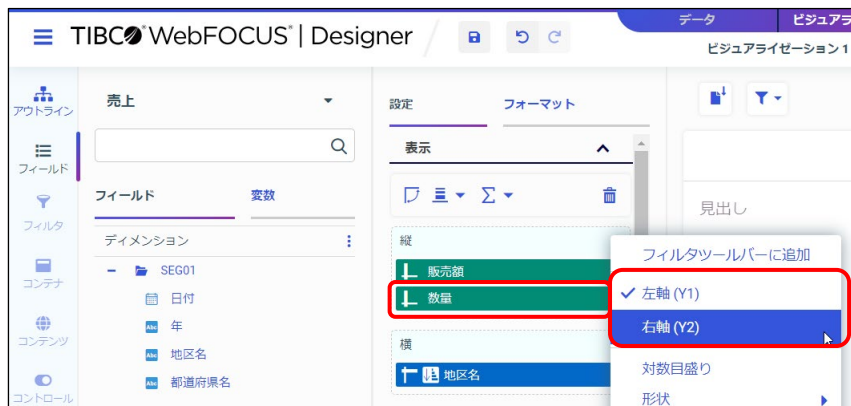 TIBCO® WebFOCUS® | Designer
データ
ビジュアラ
ビジュアライゼーション 1
アウトライン
フィールド
フィルタ
コンテナ
コンテンツ
コントロール
売上
フィールド
変数
ディメンション
SEG01
日付
Abc 年
Abc 地区名
Abc 都道府県名
設定
フォーマット
表示
縦
販売額
数量
横
地区名
見出し
フィルタツールバーに追加
左軸 (Y1)
右軸 (Y2)
対数目盛り
形状